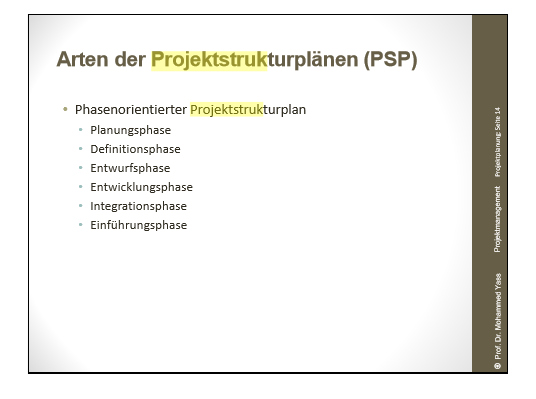 Arten der Projektstrukturplänen (PSP)
Phasenorientierter Projektstrukturplan
Planungsphase
Definitionsphase
Entwurfsphase
Entwicklungsphase
Integrationsphase
Einführungsphase
© Prof. Dr. Mohammed Yass Projektmanagement Projektplanung: Seite 14